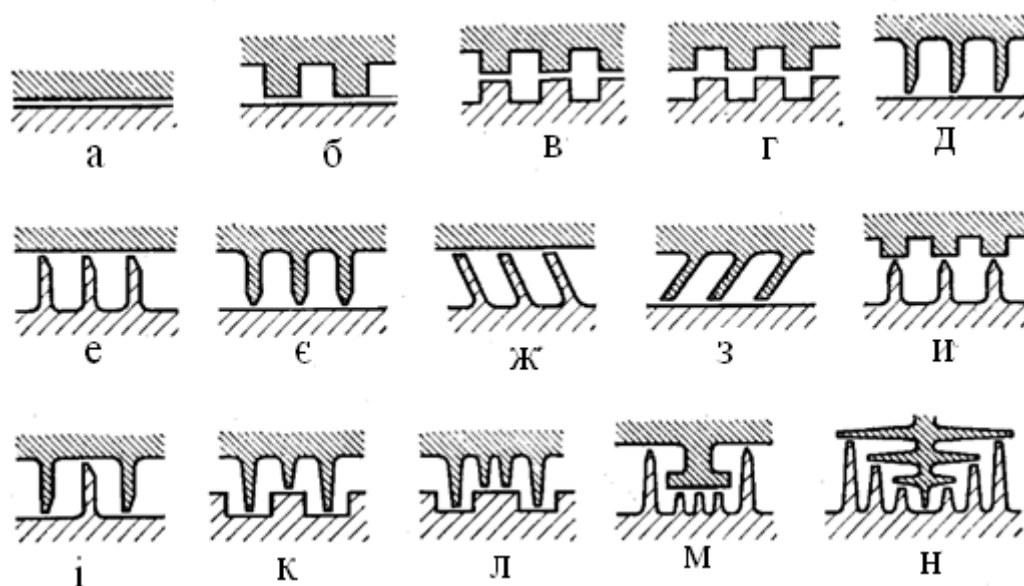 а б в г д
е є ж з и
і к л м н